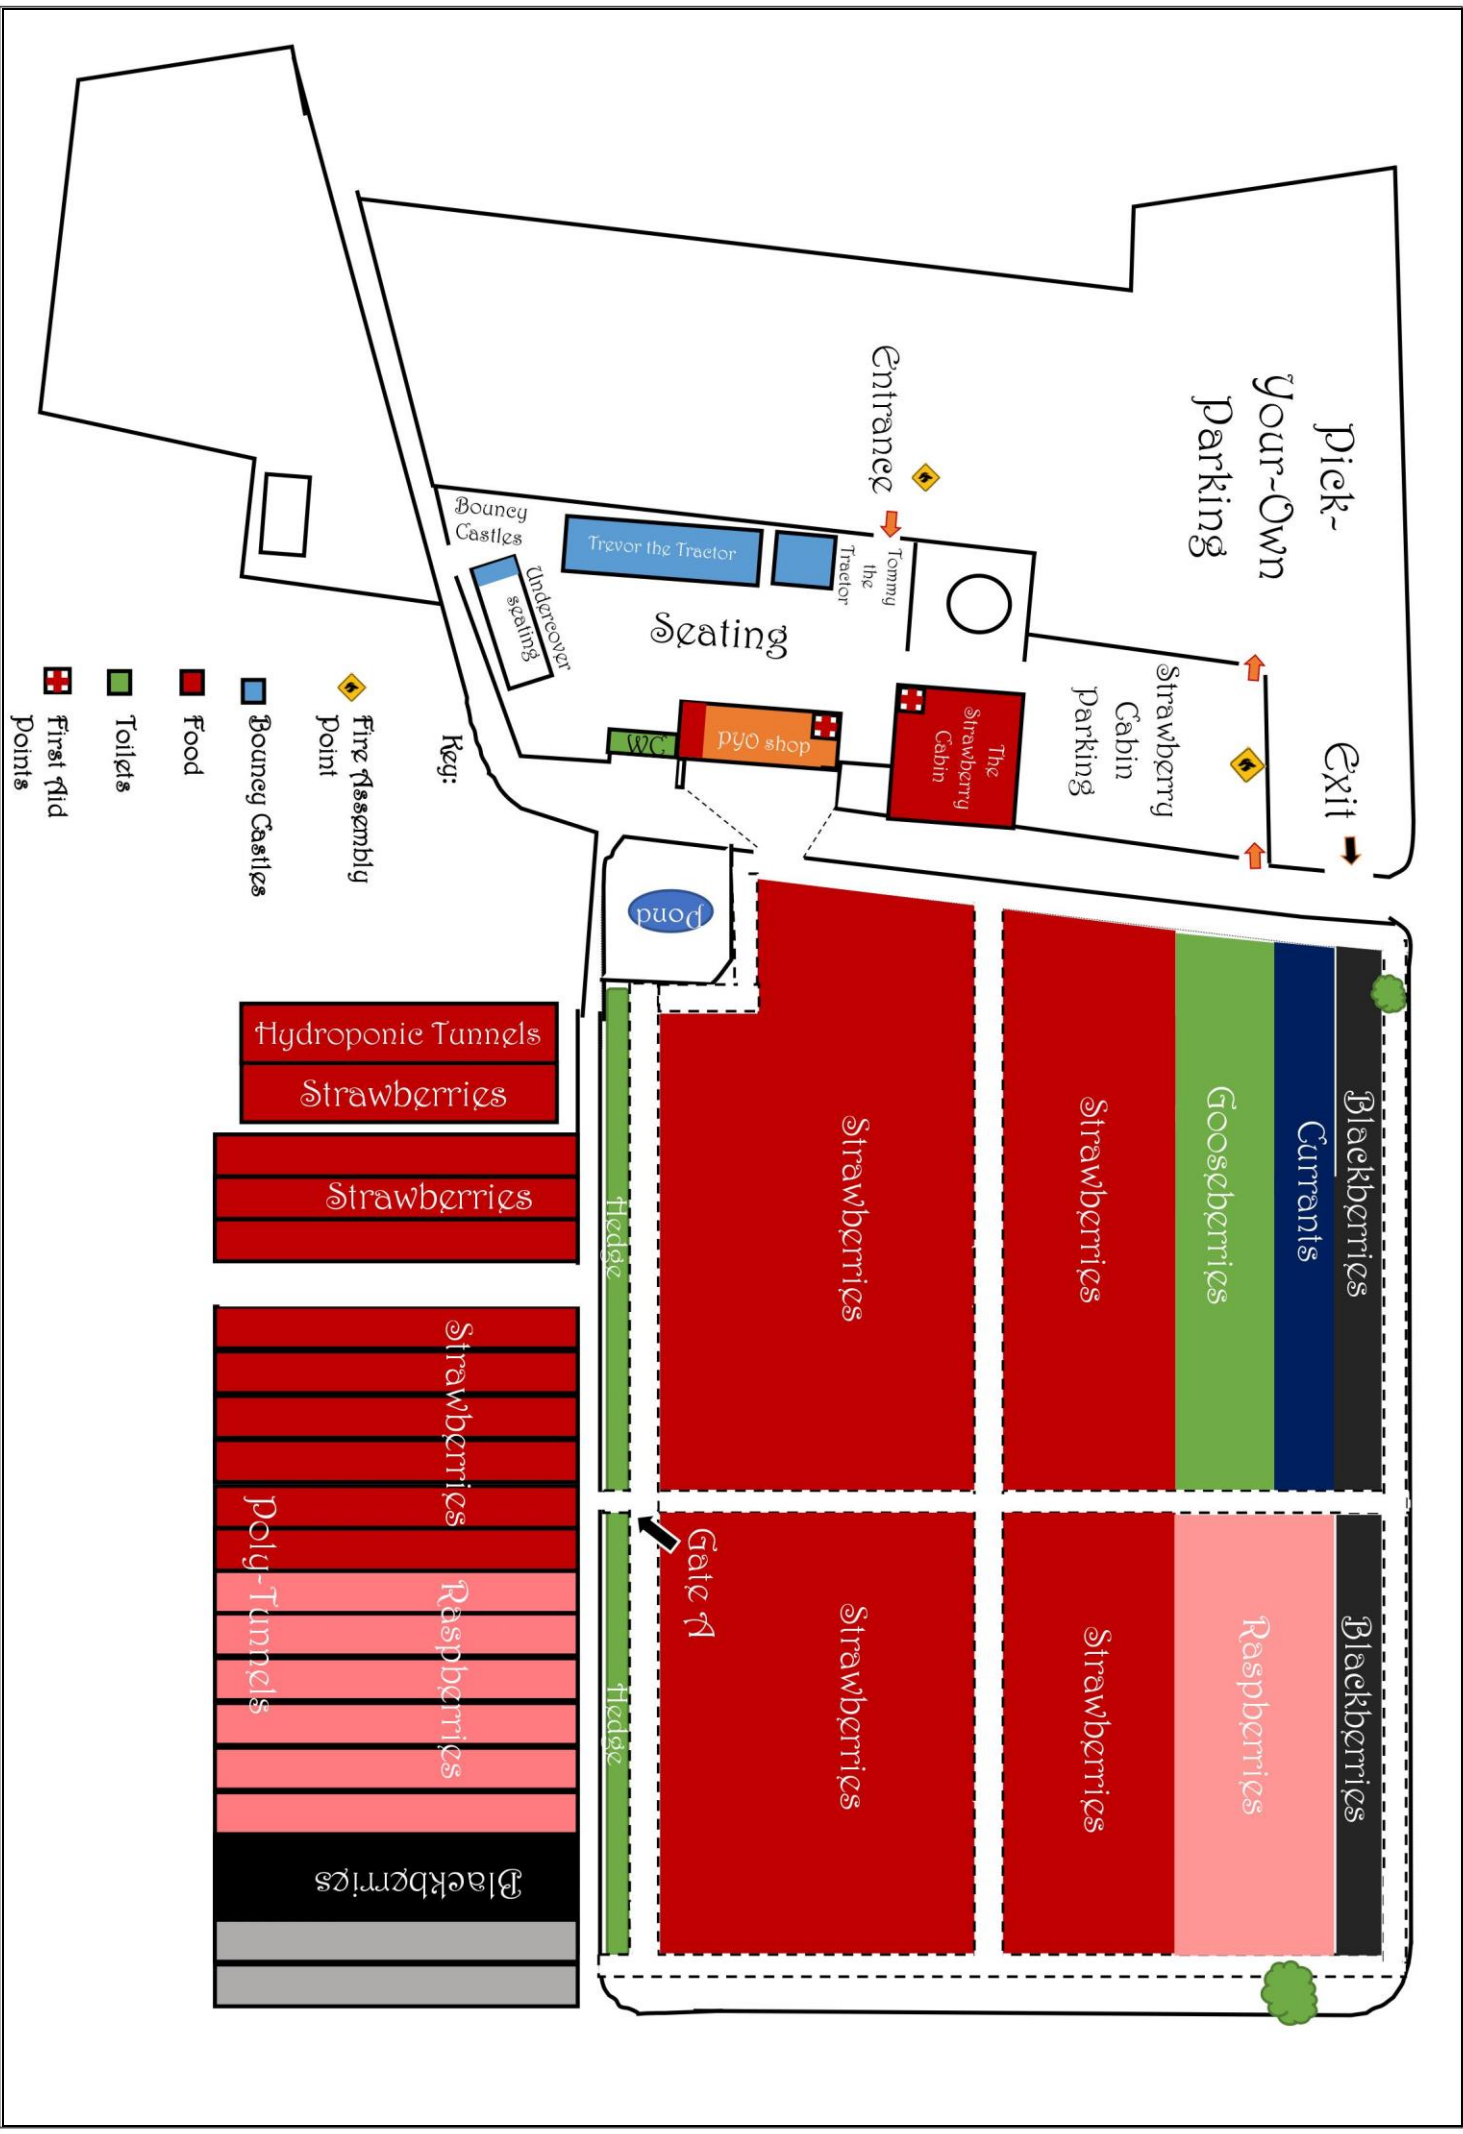 Pick-
Your-Own
Parking
Entrance
Exit
Strawberry
Cabin
Parking
Tommy
the
Tractor
Trevor the Tractor
Bouncy
Castles
Undercover
seating
Seating
The
Strawberry
Cabin
PYO shop
WC
Pond
Key:
Fire Assembly
Point
Bouncy Castles
Food
Toilets
First Aid
Points
Blackberries
Currants
Gooseberries
Strawberries
Strawberries
Hedge
Blackberries
Raspberries
Strawberries
Strawberries
Gate A
Hedge
Hydroponic Tunnels
Strawberries
Strawberries
Strawberries
Raspberries
Poly-Tunnels
Blackberries